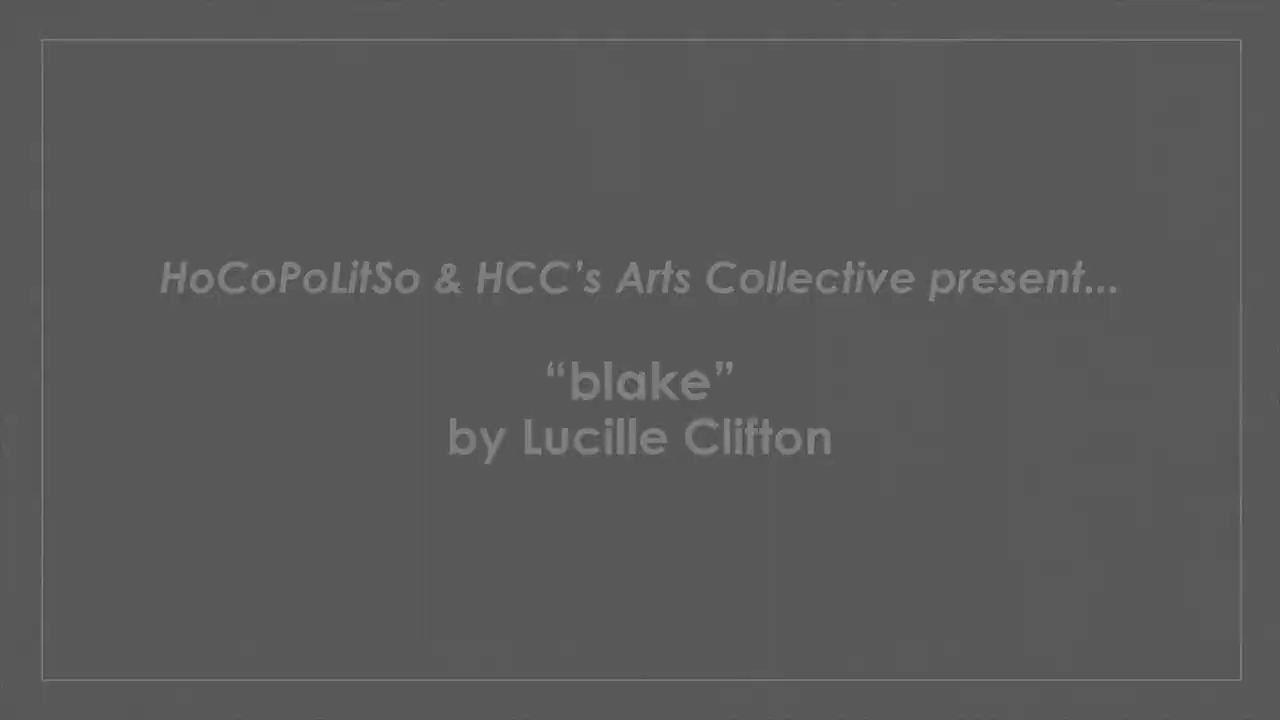 HoCoPoLitSo & HCC’s Arts Collective present...
“blake”
by Lucille Clifton